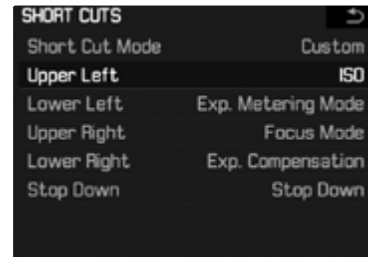 SHORT CUTS
Short Cut Mode Custom
Upper Left ISO
Lower Left Exp. Metering Mode
Upper Right Focus Mode
Lower Right Exp. Compensation
Stop Down Stop Down